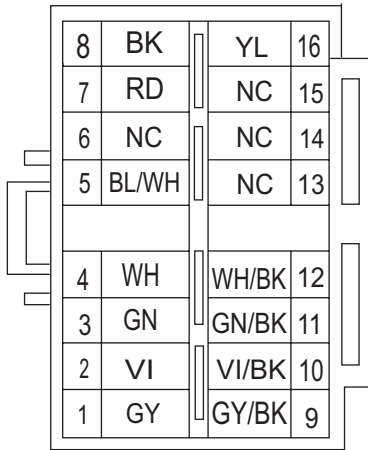 8 BK YL 16
7 RD NC 15
6 NC NC 14
5 BL/WH NC 13
4 WH WH/BK 12
3 GN GN/BK 11
2 VI VI/BK 10
1 GY GY/BK 9